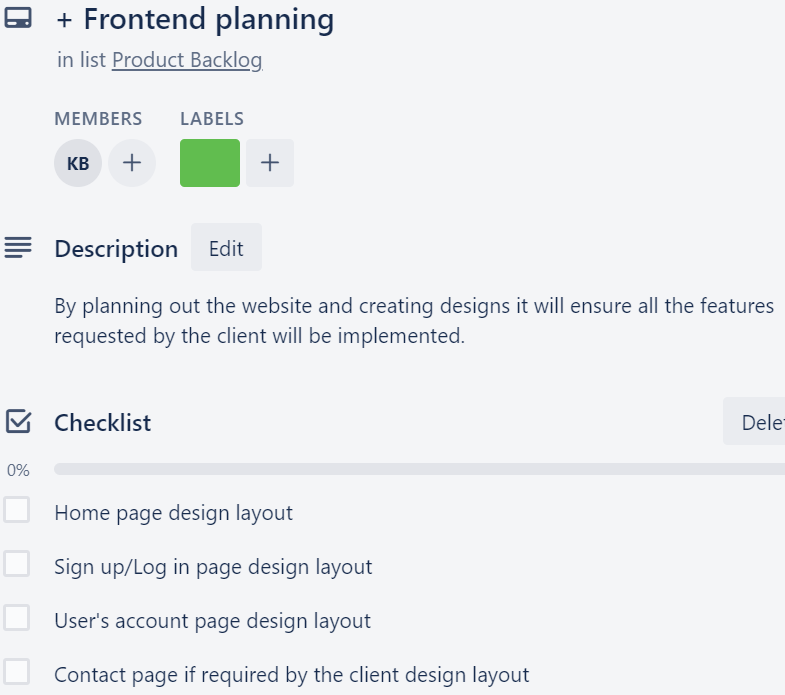 + Frontend planning
in list Product Backlog
MEMBERS LABELS
KB + +
Description Edit
By planning out the website and creating designs it will ensure all the features
requested by the client will be implemented.
Checklist Delet
0%
Home page design layout
Sign up/Log in page design layout
User's account page design layout
Contact page if required by the client design layout